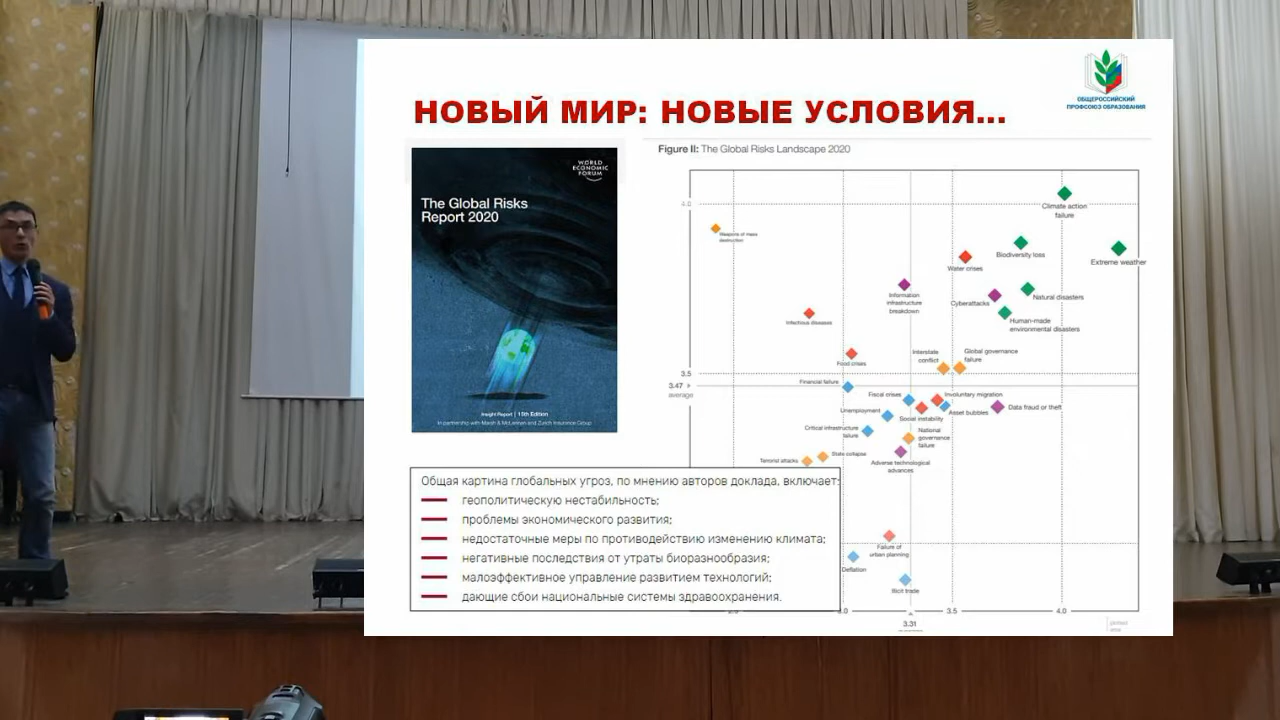 ОБЩЕРОССИЙСКИЙ
ПРОФСОЮЗ ОБРАЗОВАНИЯ
НОВЫЙ МИР: НОВЫЕ УСЛОВИЯ...
WORLD
ECONOMIC
FORUM
The Global Risks
Report 2020
Insight Report | 15th Edition
In partnership with Marsh & McLennan and Zurich Insurance Group
Figure II: The Global Risks Landscape 2020
4.0
Climate action
failure
Weapons of mass
destruction
Biodiversity loss
Extreme weather
Water crises
Information
infrastructure
breakdown
Cyberattacks
Natural disasters
Human-made
environmental disasters
Infectious diseases
Food crises
Interstate
conflict
Global governance
failure
3.5
3.47
average
Financial failure
Fiscal crises
Involuntary migration
Unemployment
Social instability
Asset bubbles
Data fraud or theft
Critical infrastructure
failure
National
governance
failure
Terrorist attacks
State collapse
Adverse technological
advances
Failure of
urban planning
Deflation
Illicit trade
3.5
4.0
3.31
plotted
Общая картина глобальных угроз, по мнению авторов доклада, включает:
геополитическую нестабильность;
проблемы экономического развития;
недостаточные меры по противодействию изменению климата;
негативные последствия от утраты биоразнообразия;
малоэффективное управление развитием технологий;
дающие сбои национальные системы здравоохранения.